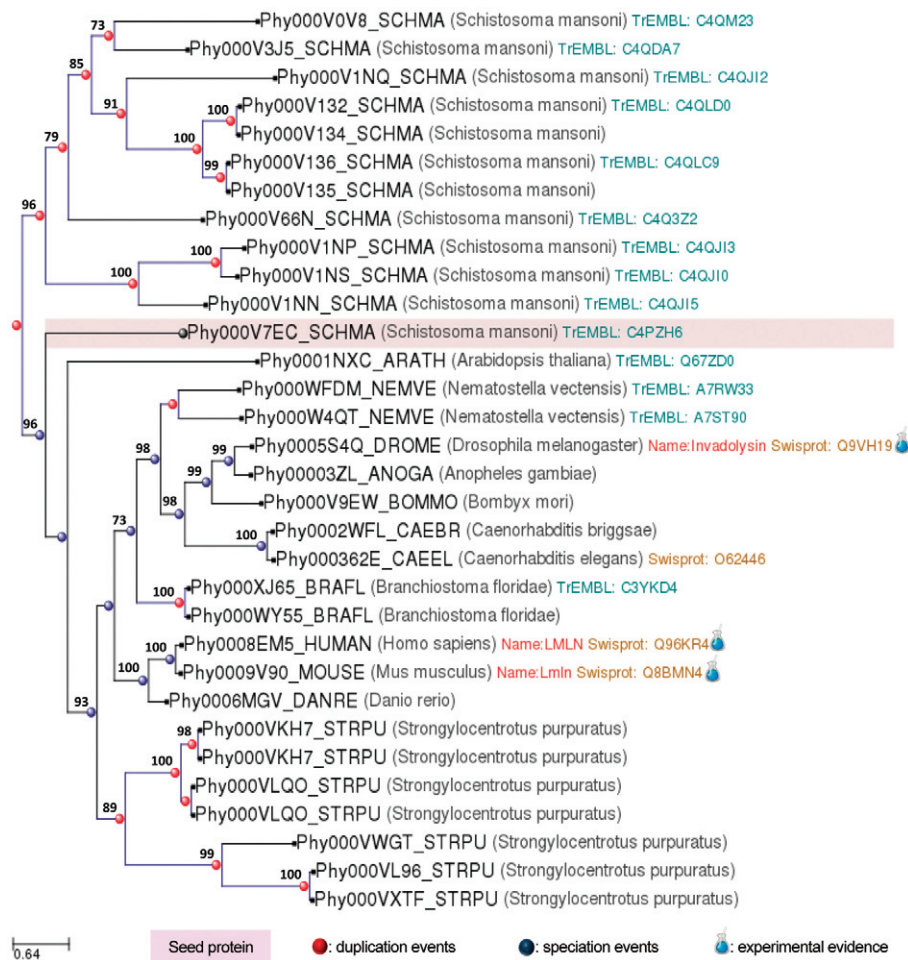 Phy000V0V8_SCHMA (Schistosoma mansoni) TrEMBL: C4QM23
73
Phy000V3J5_SCHMA (Schistosoma mansoni) TrEMBL: C4QDA7
85
Phy000V1NQ_SCHMA (Schistosoma mansoni) TrEMBL: C4QJI2
91
100 Phy000V132_SCHMA (Schistosoma mansoni) TrEMBL: C4QLD0
Phy000V134_SCHMA (Schistosoma mansoni)
79 100
99 Phy000V136_SCHMA (Schistosoma mansoni) TrEMBL: C4QLC9
Phy000V135_SCHMA (Schistosoma mansoni)
96
Phy000V66N_SCHMA (Schistosoma mansoni) TrEMBL: C4Q3Z2
100 Phy000V1NP_SCHMA (Schistosoma mansoni) TrEMBL: C4QJI3
100 Phy000V1NS_SCHMA (Schistosoma mansoni) TrEMBL: C4QJI0
Phy000V1NN_SCHMA (Schistosoma mansoni) TrEMBL: C4QJI5
Phy000V7EC_SCHMA (Schistosoma mansoni) TrEMBL: C4PZH6
Phy0001NXC_ARATH (Arabidopsis thaliana) TrEMBL: Q67ZD0
Phy000WFDM_NEMVE (Nematostella vectensis) TrEMBL: A7RW33
96
Phy000W4QT_NEMVE (Nematostella vectensis) TrEMBL: A7ST90
98 99 Phy0005S4Q_DROME (Drosophila melanogaster) Name:Invadolysin Swisprot: Q9VH19
99 Phy00003ZL_ANOGA (Anopheles gambiae)
98 Phy000V9EW_BOMMO (Bombyx mori)
73 100 Phy0002WFL_CAEBR (Caenorhabditis briggsae)
Phy000362E_CAEEL (Caenorhabditis elegans) Swisprot: O62446
100 Phy000XJ65_BRAFL (Branchiostoma floridae) TrEMBL: C3YKD4
Phy000WY55_BRAFL (Branchiostoma floridae)
100 Phy0008EM5_HUMAN (Homo sapiens) Name:LMLN Swisprot: Q96KR4
100 Phy0009V90_MOUSE (Mus musculus) Name:Lmln Swisprot: Q8BMN4
93 Phy0006MGV_DANRE (Danio rerio)
98 Phy000VKH7_STRPU (Strongylocentrotus purpuratus)
100 Phy000VKH7_STRPU (Strongylocentrotus purpuratus)
Phy000VLQO_STRPU (Strongylocentrotus purpuratus)
89 Phy000VLQO_STRPU (Strongylocentrotus purpuratus)
Phy000VWGT_STRPU (Strongylocentrotus purpuratus)
99
100 Phy000VL96_STRPU (Strongylocentrotus purpuratus)
Phy000VXTF_STRPU (Strongylocentrotus purpuratus)
0.64 Seed protein : duplication events : speciation events : experimental evidence